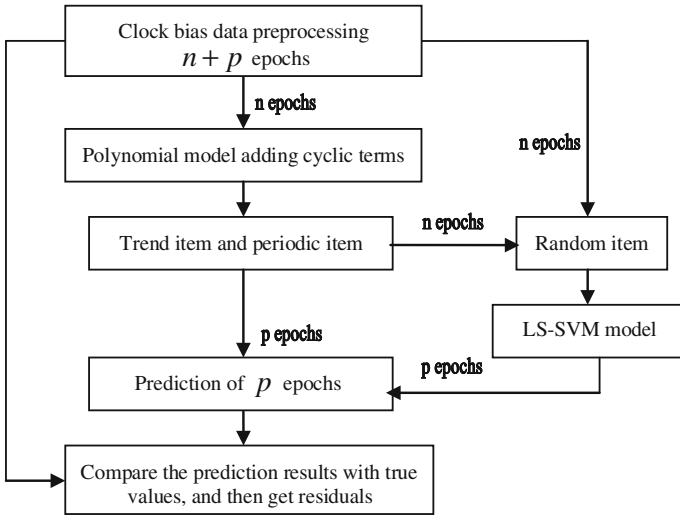 Clock bias data preprocessing
n + p epochs
n epochs
Polynomial model adding cyclic terms
n epochs
Trend item and periodic item
n epochs
Random item
LS-SVM model
p epochs
p epochs
Prediction of p epochs
Compare the prediction results with true
values, and then get residuals